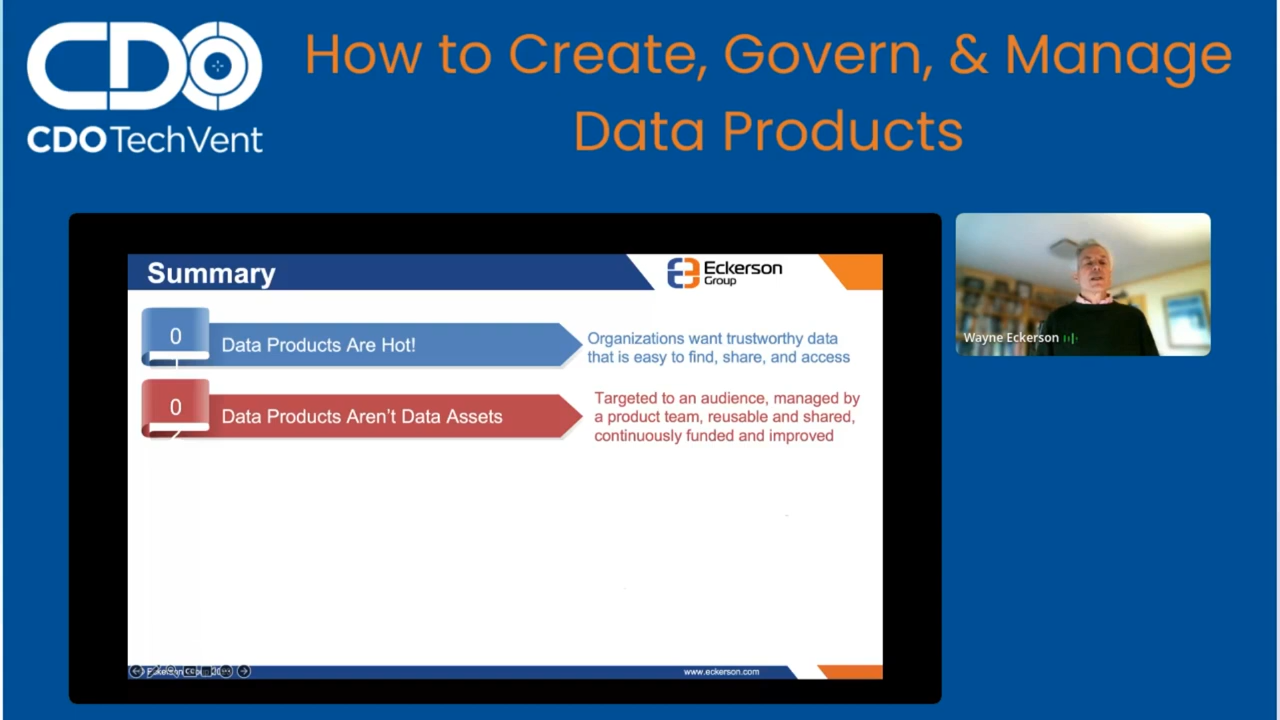 CDO
CDO TechVent
How to Create, Govern, & Manage
Data Products
Summary
Eckerson
Group
0
Data Products Are Hot!
Organizations want trustworthy data
that is easy to find, share, and access
0
Data Products Aren't Data Assets
Targeted to an audience, managed by
a product team, reusable and shared,
continuously funded and improved
www.eckerson.com
Wayne Eckerson